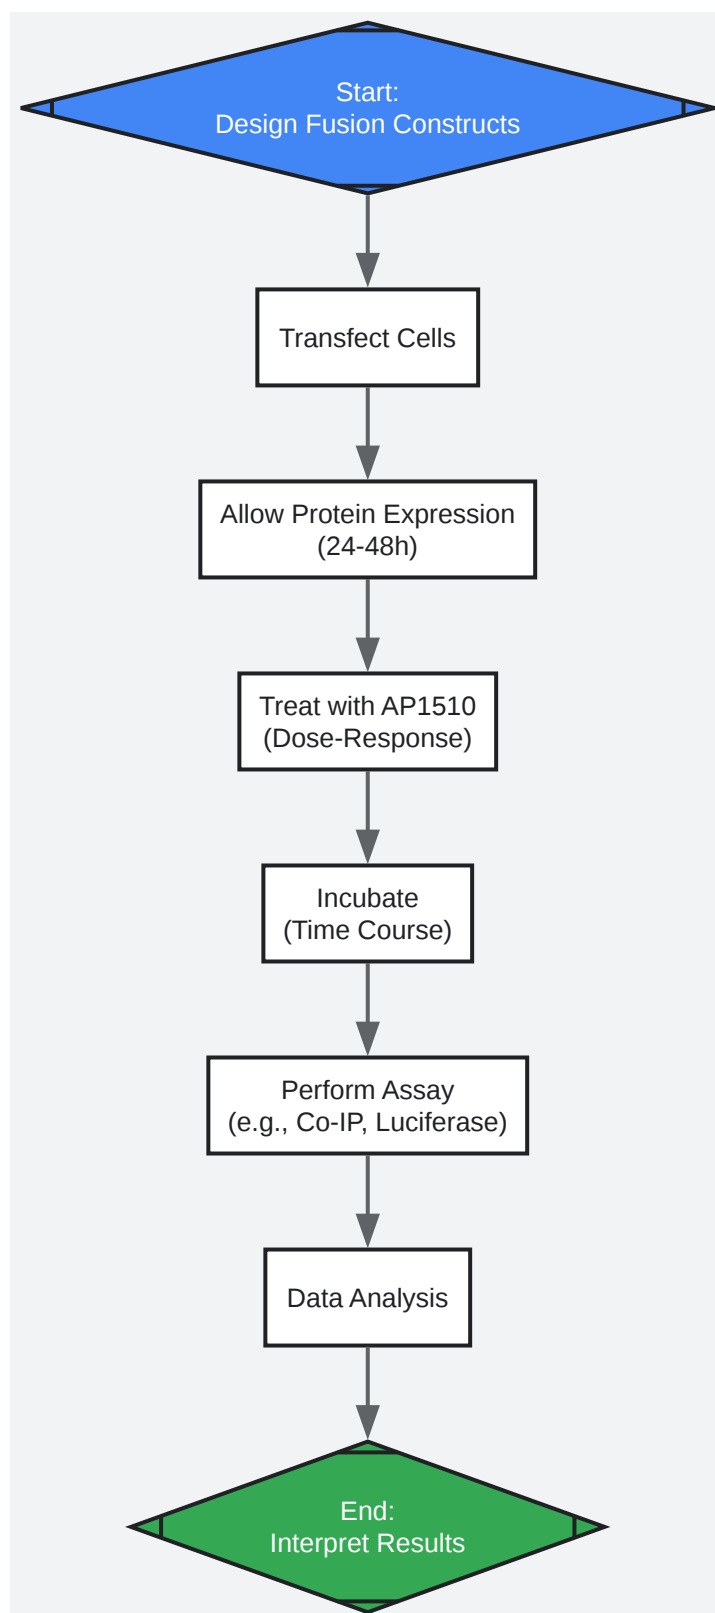 Start:
Design Fusion Constructs
Transfect Cells
Allow Protein Expression
(24-48h)
Treat with AP1510
(Dose-Response)
Incubate
(Time Course)
Perform Assay
(e.g., Co-IP, Luciferase)
Data Analysis
End:
Interpret Results